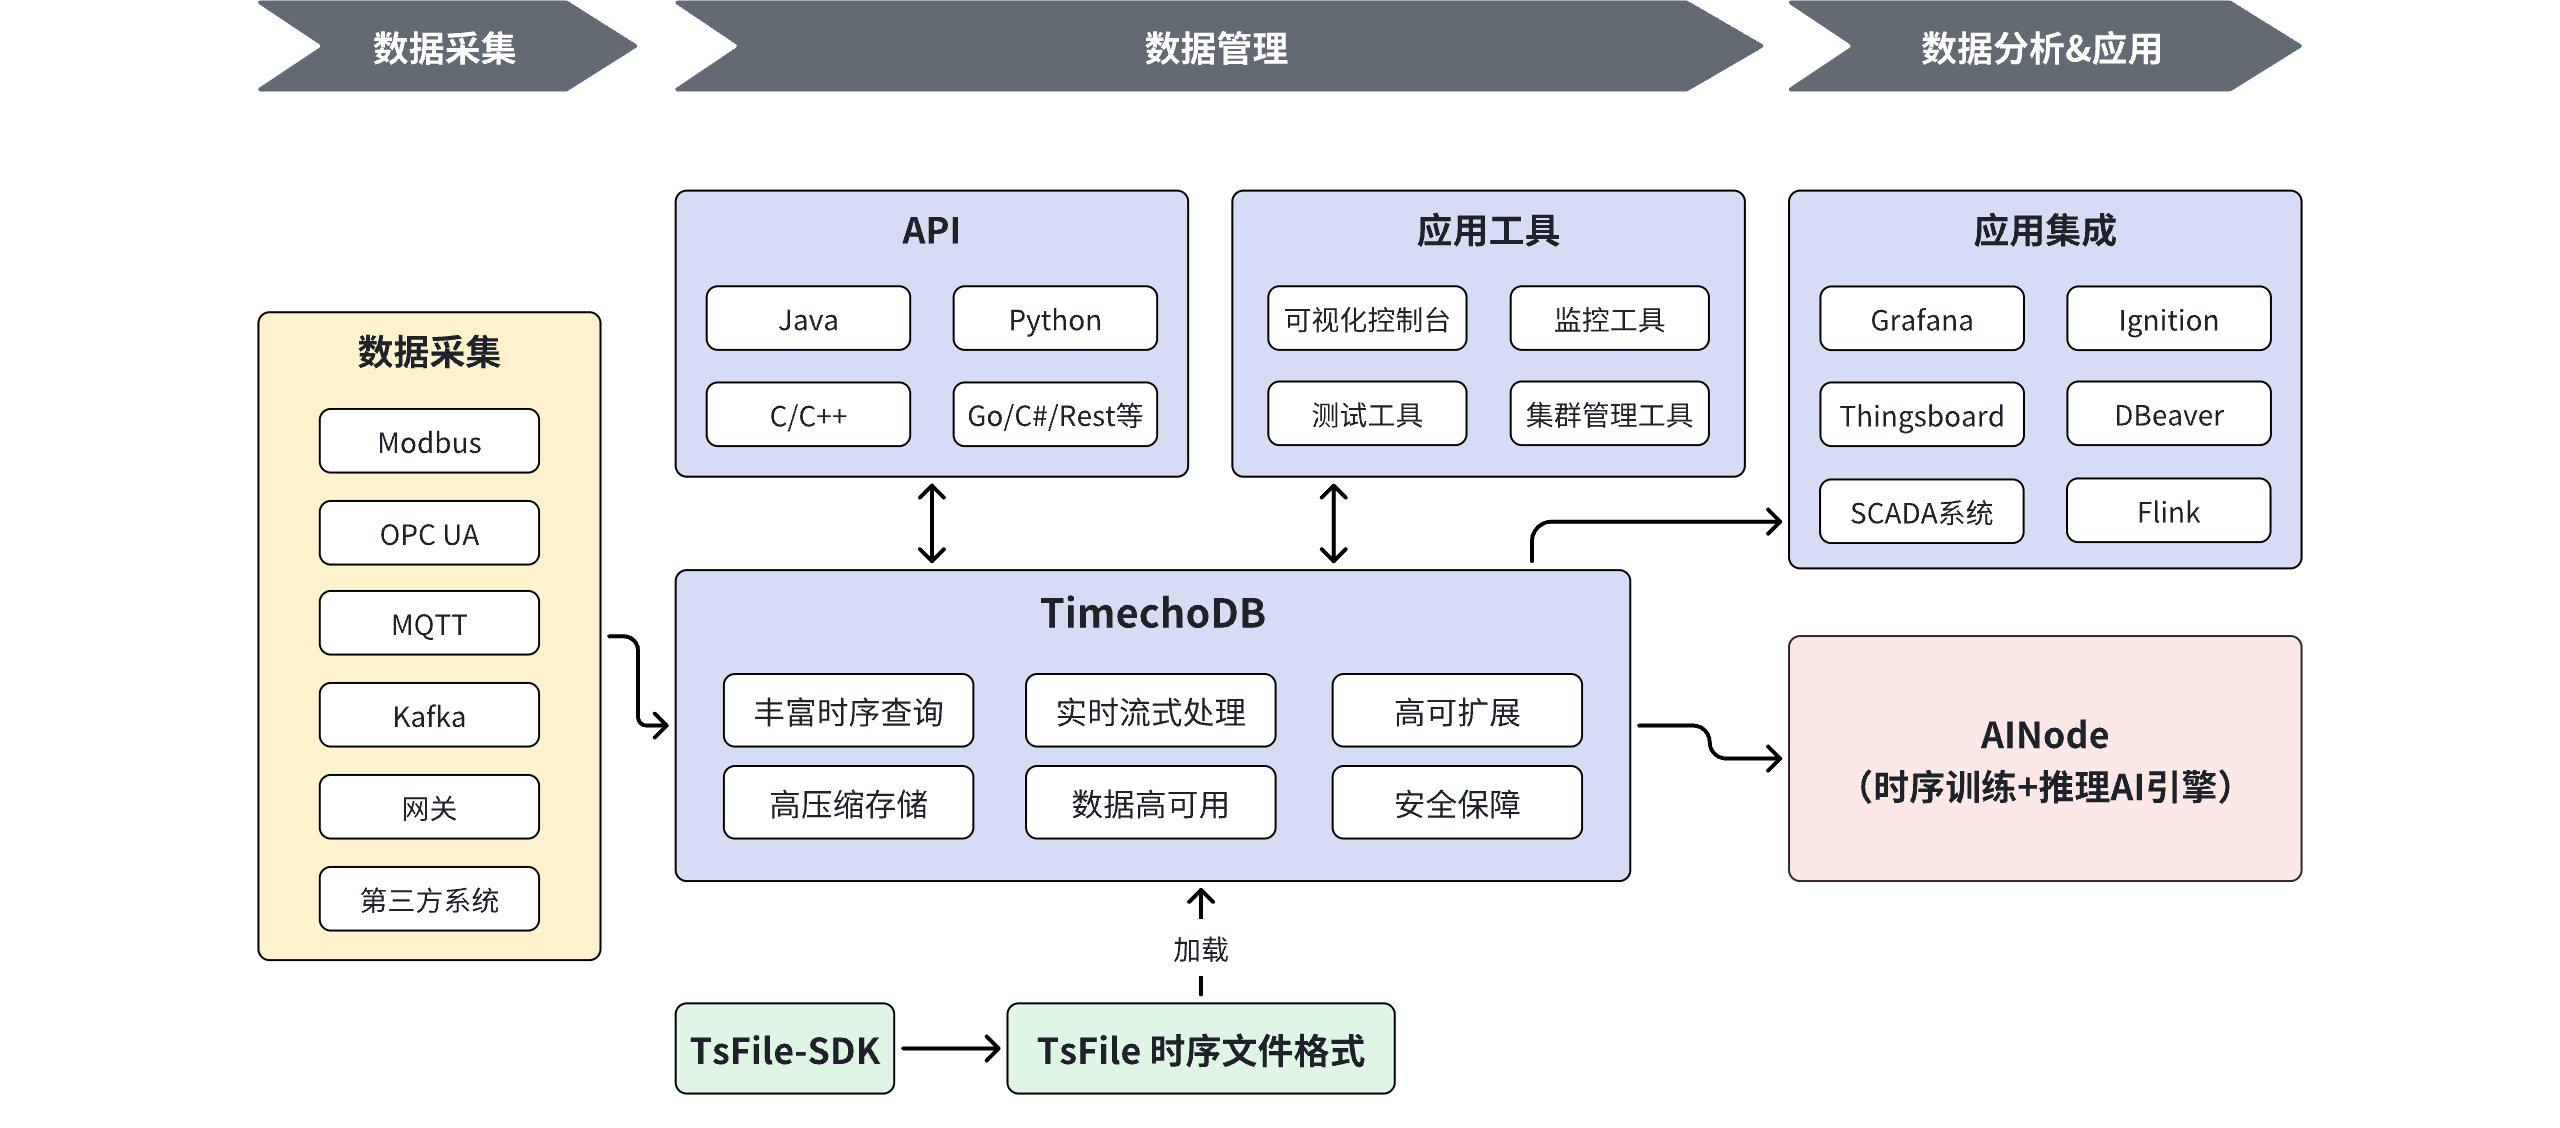 数据采集
数据管理
数据分析&应用
数据采集
Modbus
OPC UA
MQTT
Kafka
网关
第三方系统
API
Java
Python
C/C++
Go/C#/Rest等
应用工具
可视化控制台
监控工具
测试工具
集群管理工具
应用集成
Grafana
Ignition
Thingsboard
DBeaver
SCADA系统
Flink
TimechoDB
丰富时序查询
实时流式处理
高可扩展
高压缩存储
数据高可用
安全保障
AINode
（时序训练+推理AI引擎）
加载
TsFile-SDK
TsFile 时序文件格式